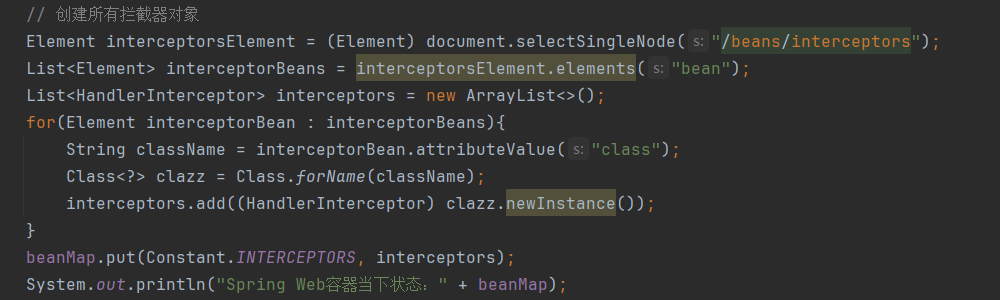 // 创建所有拦截器对象
Element interceptorsElement = (Element) document.selectSingleNode( s: "/beans/interceptors");
List<Element> interceptorBeans = interceptorsElement.elements( s: "bean");
List<HandlerInterceptor> interceptors = new ArrayList<>();
for(Element interceptorBean : interceptorBeans){
    String className = interceptorBean.attributeValue( s: "class");
    Class<?> clazz = Class.forName(className);
    interceptors.add((HandlerInterceptor) clazz.newInstance());
}
beanMap.put(Constant.INTERCEPTORS, interceptors);
System.out.println("Spring Web容器当下状态：" + beanMap);